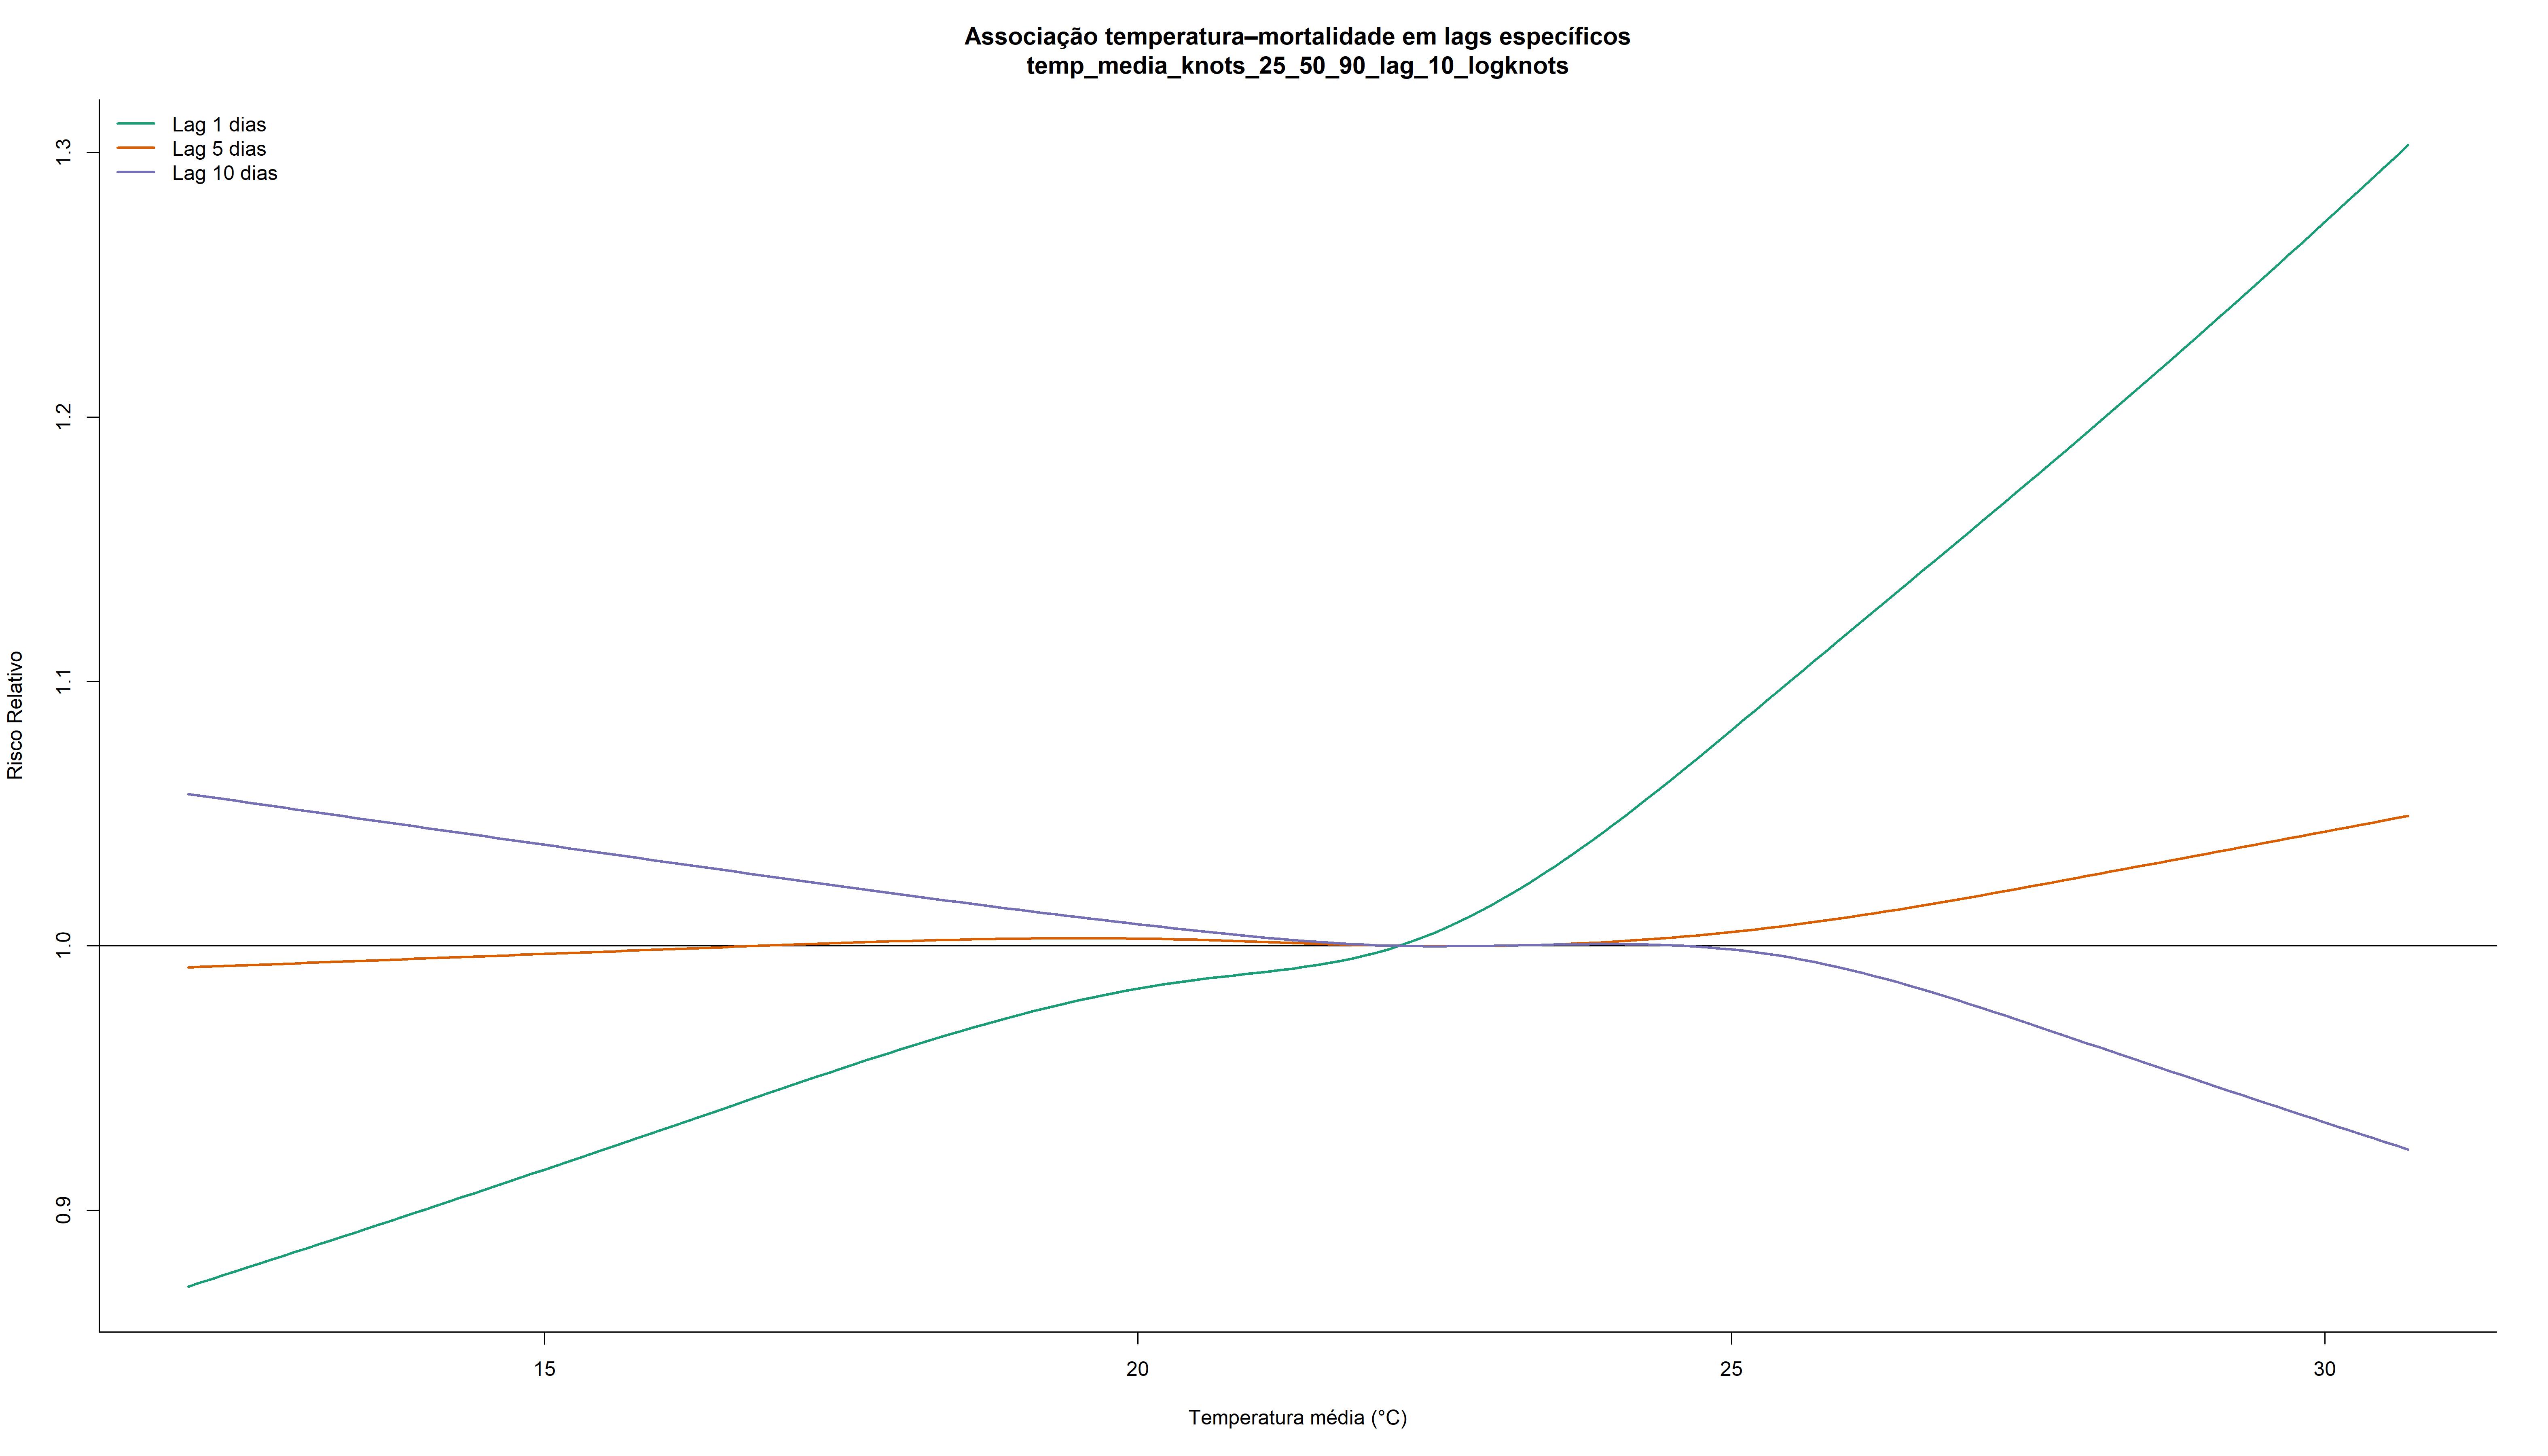 Associação temperatura–mortalidade em lags específicos
temp_media_knots_25_50_90_lag_10_logknots
Lag 1 dias
Lag 5 dias
Lag 10 dias
1.3
1.2
1.1
1.0
0.9
Risco Relativo
15 20 25 30
Temperatura média (°C)